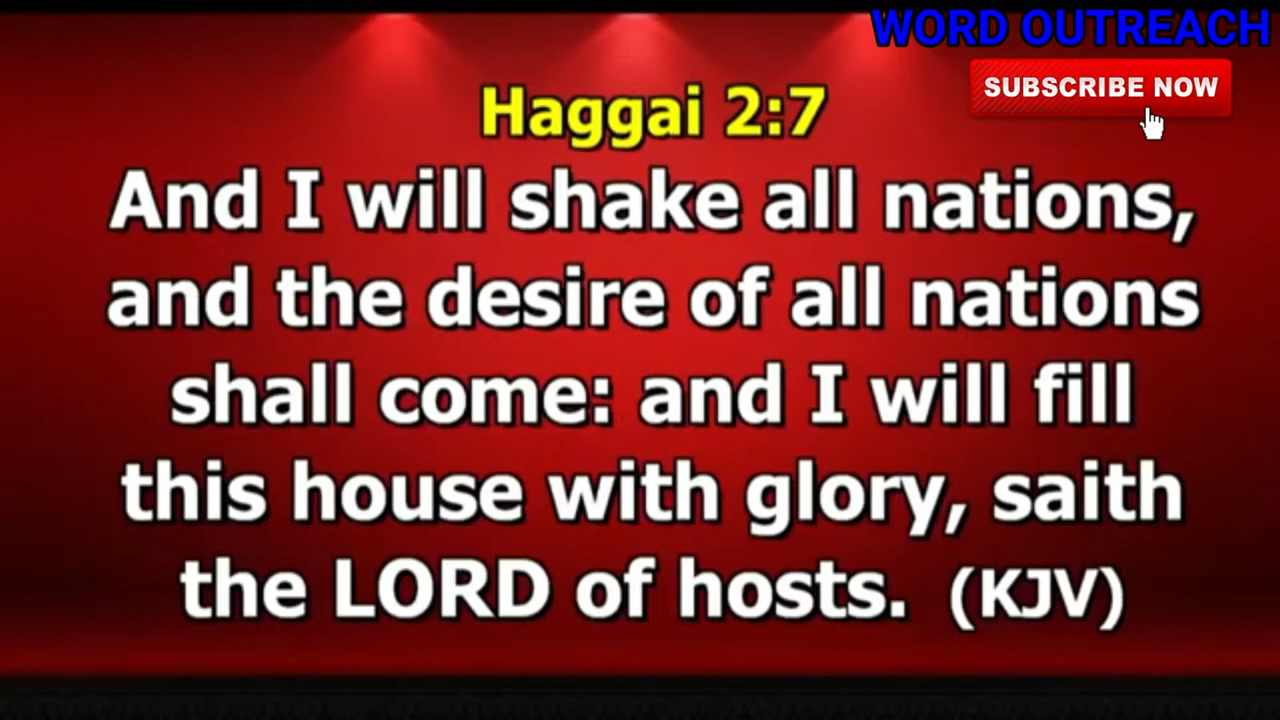 WORD OUTREACH
SUBSCRIBE NOW
Haggai 2:7
And I will shake all nations,
and the desire of all nations
shall come: and I will fill
this house with glory, saith
the LORD of hosts. (KJV)